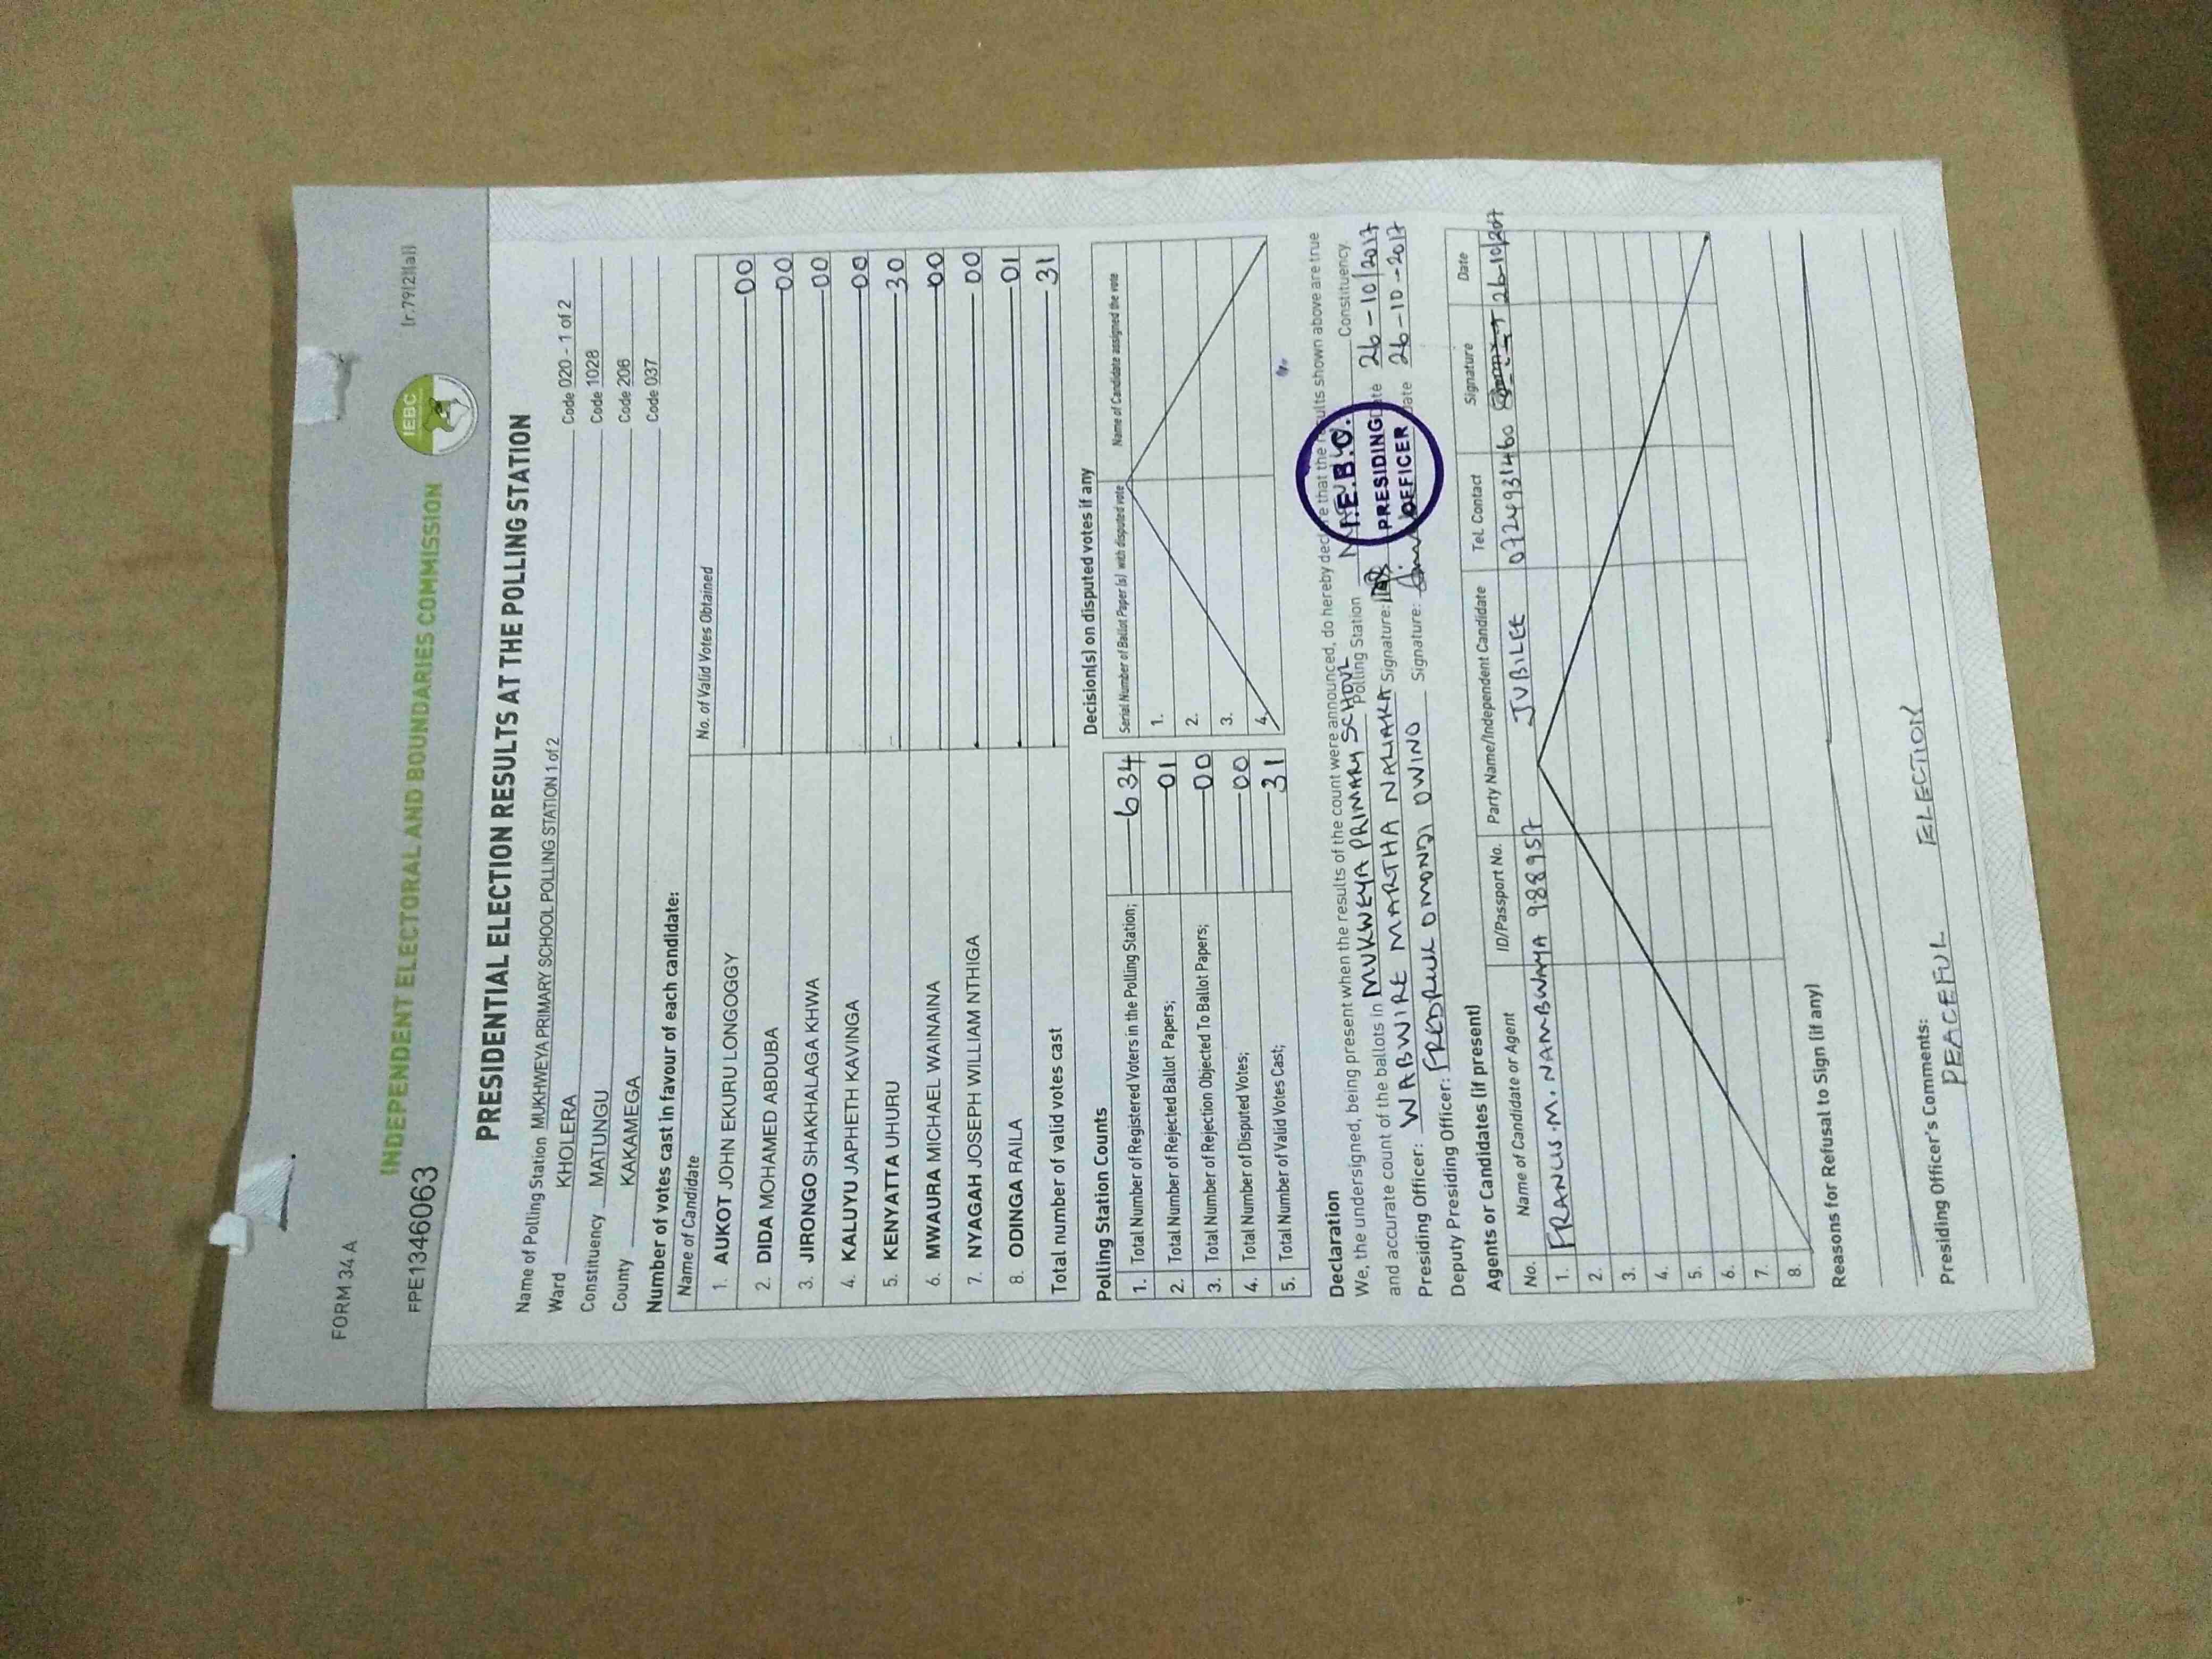 FORM 34 A
(r.79(2)(a))
INDEPENDENT ELECTORAL AND BOUNDARIES COMMISSION
IEBC
FPE1346063
PRESIDENTIAL ELECTION RESULTS AT THE POLLING STATION
Name of Polling Station MUKHWEYA PRIMARY SCHOOL POLLING STATION 1 of 2 Code 020 - 1 of 2
Ward KHOLERA Code 1028
Constituency MATUNGU Code 206
County KAKAMEGA Code 037
Number of votes cast in favour of each candidate:
Name of Candidate No. of Valid Votes Obtained
1. AUKOT JOHN EKURU LONGOGGY 00
2. DIDA MOHAMED ABDUBA 00
3. JIRONGO SHAKHALAGA KHWA 00
4. KALUYU JAPHETH KAVINGA 00
5. KENYATTA UHURU 30
6. MWAURA MICHAEL WAINAINA 00
7. NYAGAH JOSEPH WILLIAM NTHIGA 00
8. ODINGA RAILA 01
Total number of valid votes cast 31
Polling Station Counts
1. Total Number of Registered Voters in the Polling Station; 634
2. Total Number of Rejected Ballot Papers; 01
3. Total Number of Rejection Objected To Ballot Papers; 00
4. Total Number of Disputed Votes; 00
5. Total Number of Valid Votes Cast; 31
Decision(s) on disputed votes if any
Serial Number of Ballot Paper (s) with disputed vote Name of Candidate assigned the vote
1.
2.
3.
4.
Declaration
We, the undersigned, being present when the results of the count were announced, do hereby declare that the results shown above are true
and accurate count of the ballots in MUKWEYA PRIMARY SCHOOL Polling Station Constituency.
Presiding Officer: WABWIRE MARTHA NALIAKA Signature: Date 26-10/2017
Deputy Presiding Officer: FREDRICK OMONDI OWINO Signature: Date 26-10-2017
I.E.B.C.
PRESIDING
OFFICER
Agents or Candidates (if present)
No. Name of Candidate or Agent ID/Passport No. Party Name/Independent Candidate Tel. Contact Signature Date
1. FRANCIS M. NAMBWAYA 988957 JUBILEE 0724931460 26-10/2017
2.
3.
4.
5.
6.
7.
8.
Reasons for Refusal to Sign (if any)
Presiding Officer's Comments:
PEACEFUL ELECTION